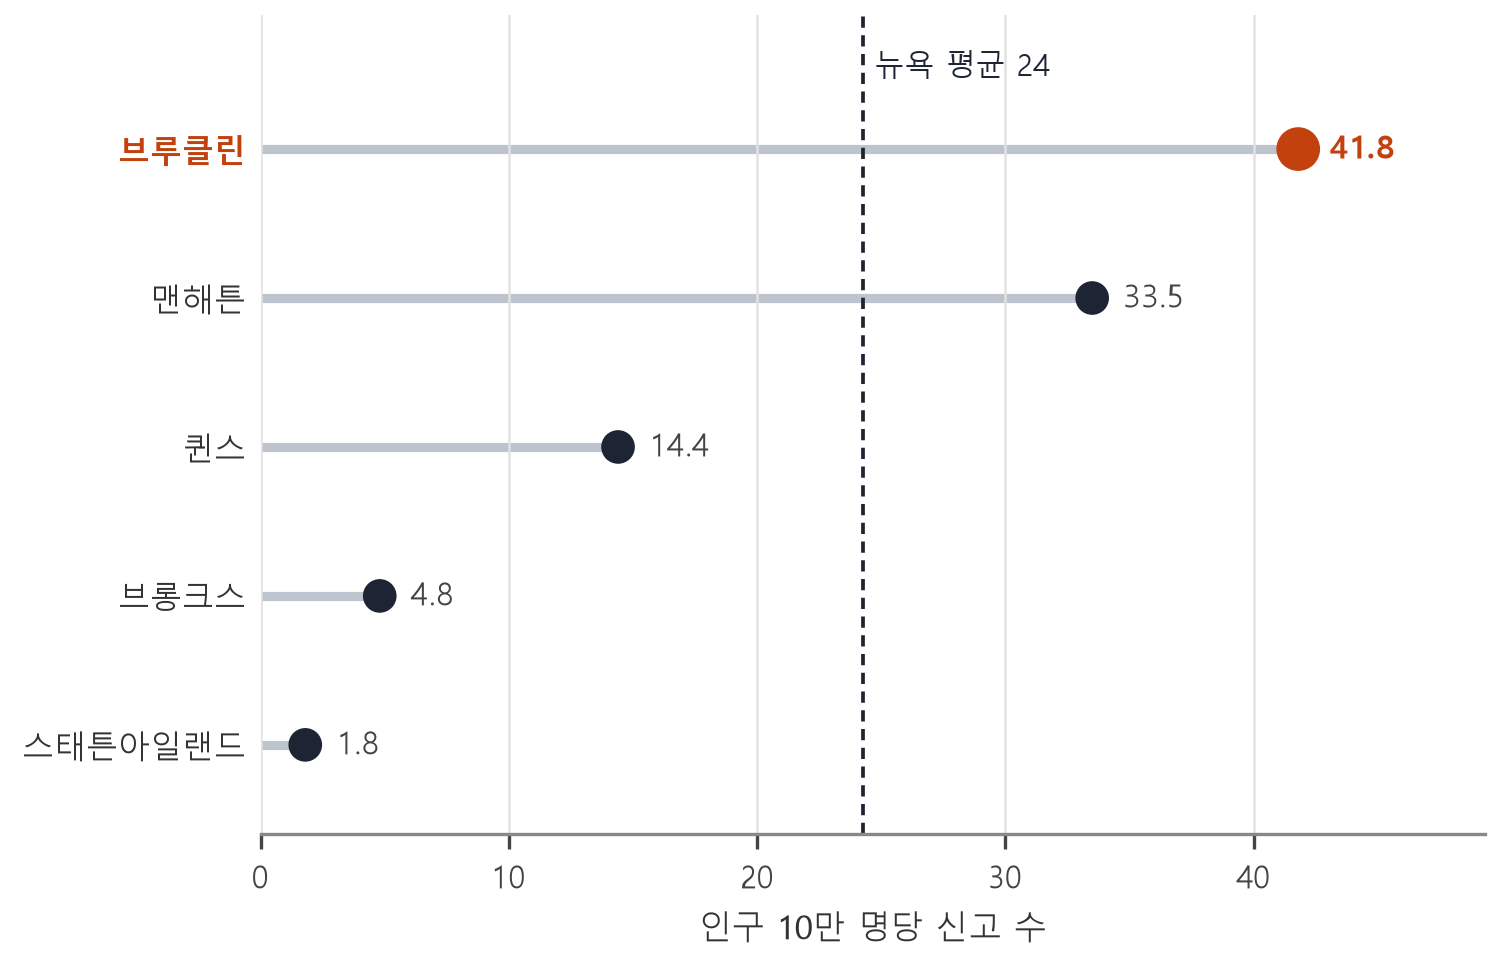 뉴욕 평균 24
브루클린 41.8
맨해튼 33.5
퀸스 14.4
브롱크스 4.8
스태튼아일랜드 1.8
0 10 20 30 40
인구 10만 명당 신고 수